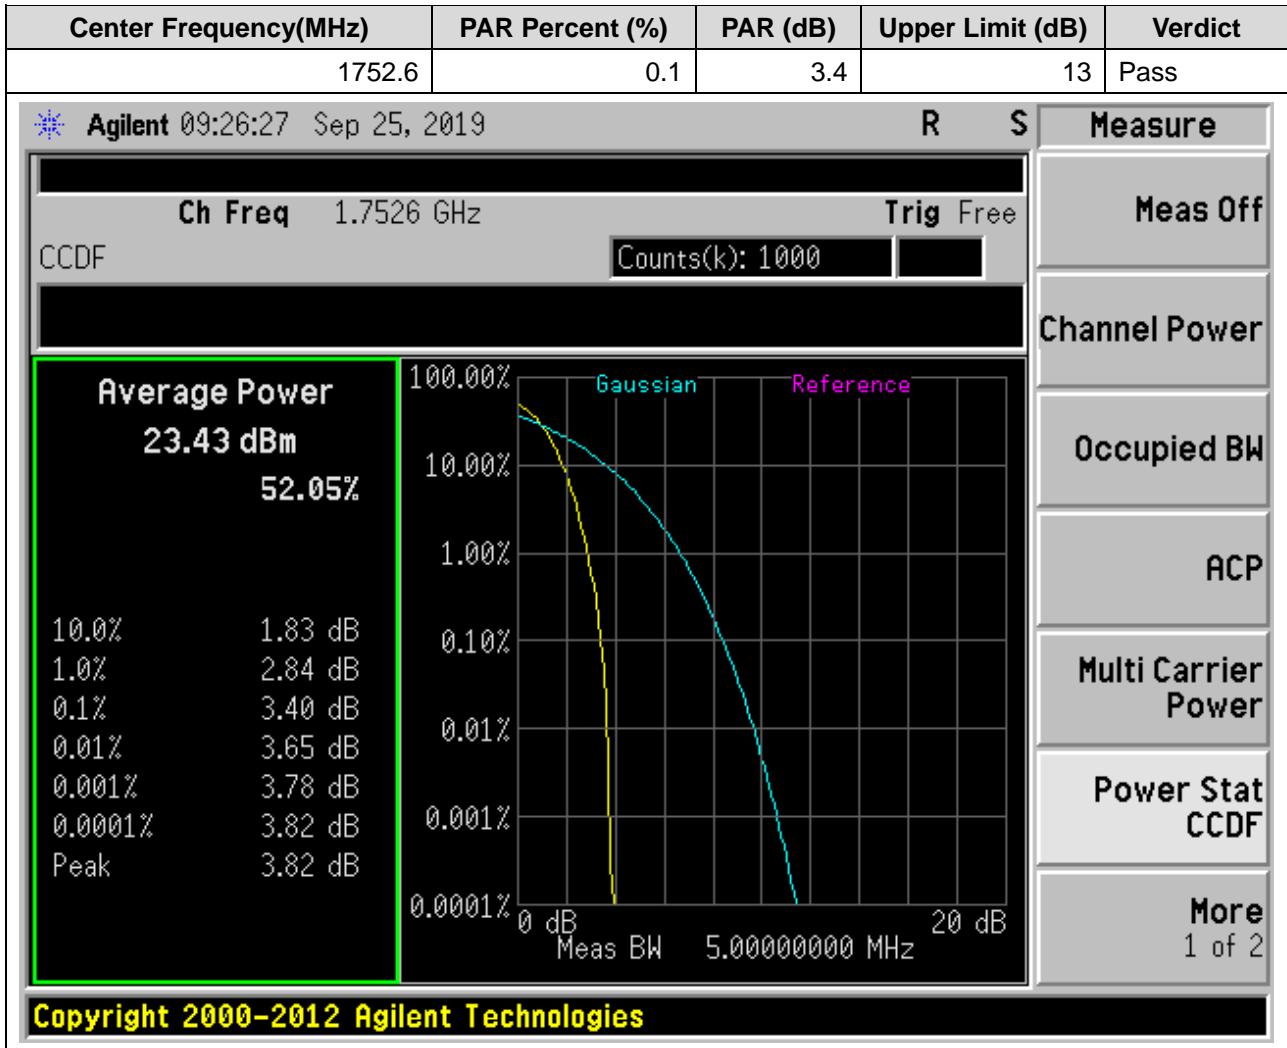 Center Frequency(MHz) PAR Percent (%) PAR (dB) Upper Limit (dB) Verdict
1752.6 0.1 3.4 13 Pass
Agilent 09:26:27 Sep 25, 2019 R S
Measure
Ch Freq 1.7526 GHz Trig Free
CCDF Counts(k): 1000
Meas Off
Channel Power
Occupied BW
ACP
Multi Carrier
Power
Power Stat
CCDF
More
1 of 2
Average Power
23.43 dBm
52.05%
10.0% 1.83 dB
1.0% 2.84 dB
0.1% 3.40 dB
0.01% 3.65 dB
0.001% 3.78 dB
0.0001% 3.82 dB
Peak 3.82 dB
Gaussian Reference
100.00%
10.00%
1.00%
0.10%
0.01%
0.001%
0.0001%
0 dB 20 dB
Meas BW 5.00000000 MHz
Copyright 2000-2012 Agilent Technologies